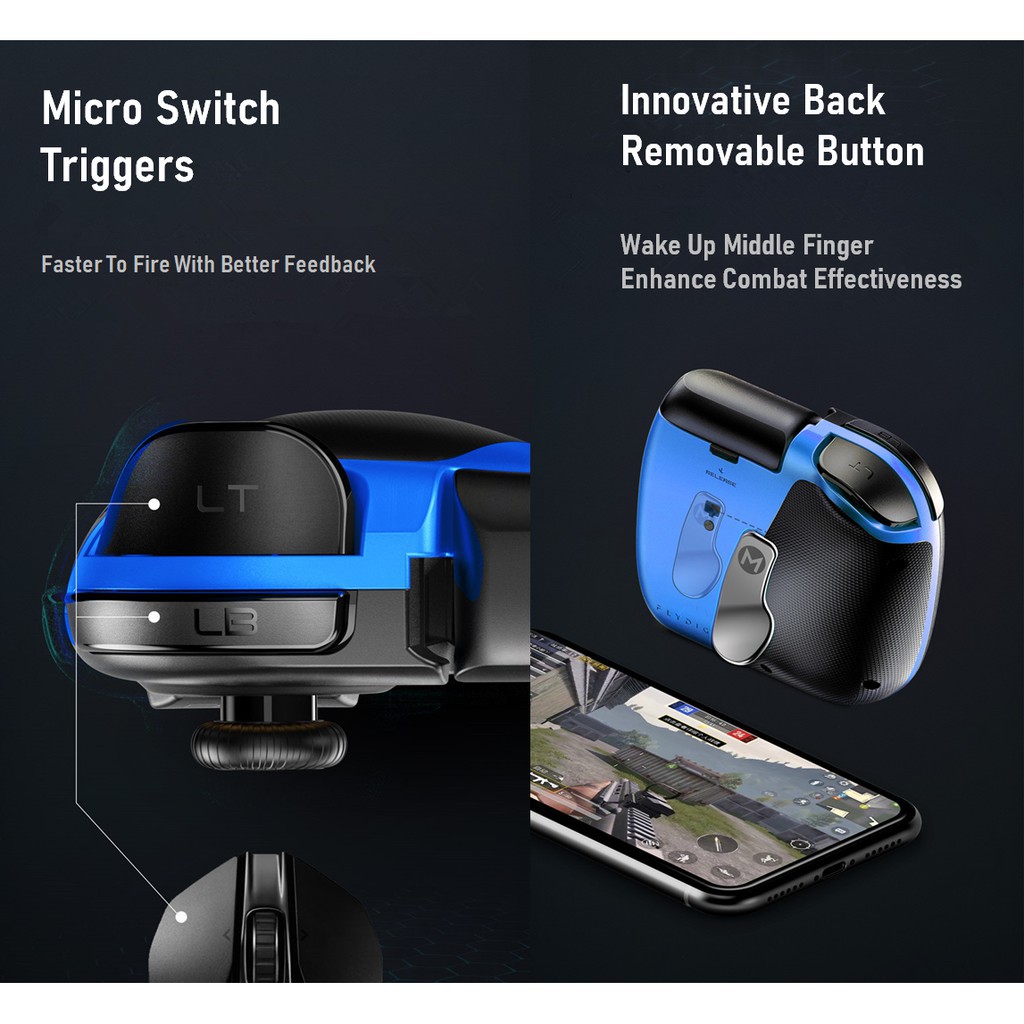 Micro Switch
Triggers
Faster To Fire With Better Feedback
LT
LB
Innovative Back
Removable Button
Wake Up Middle Finger
Enhance Combat Effectiveness
LT
M
24